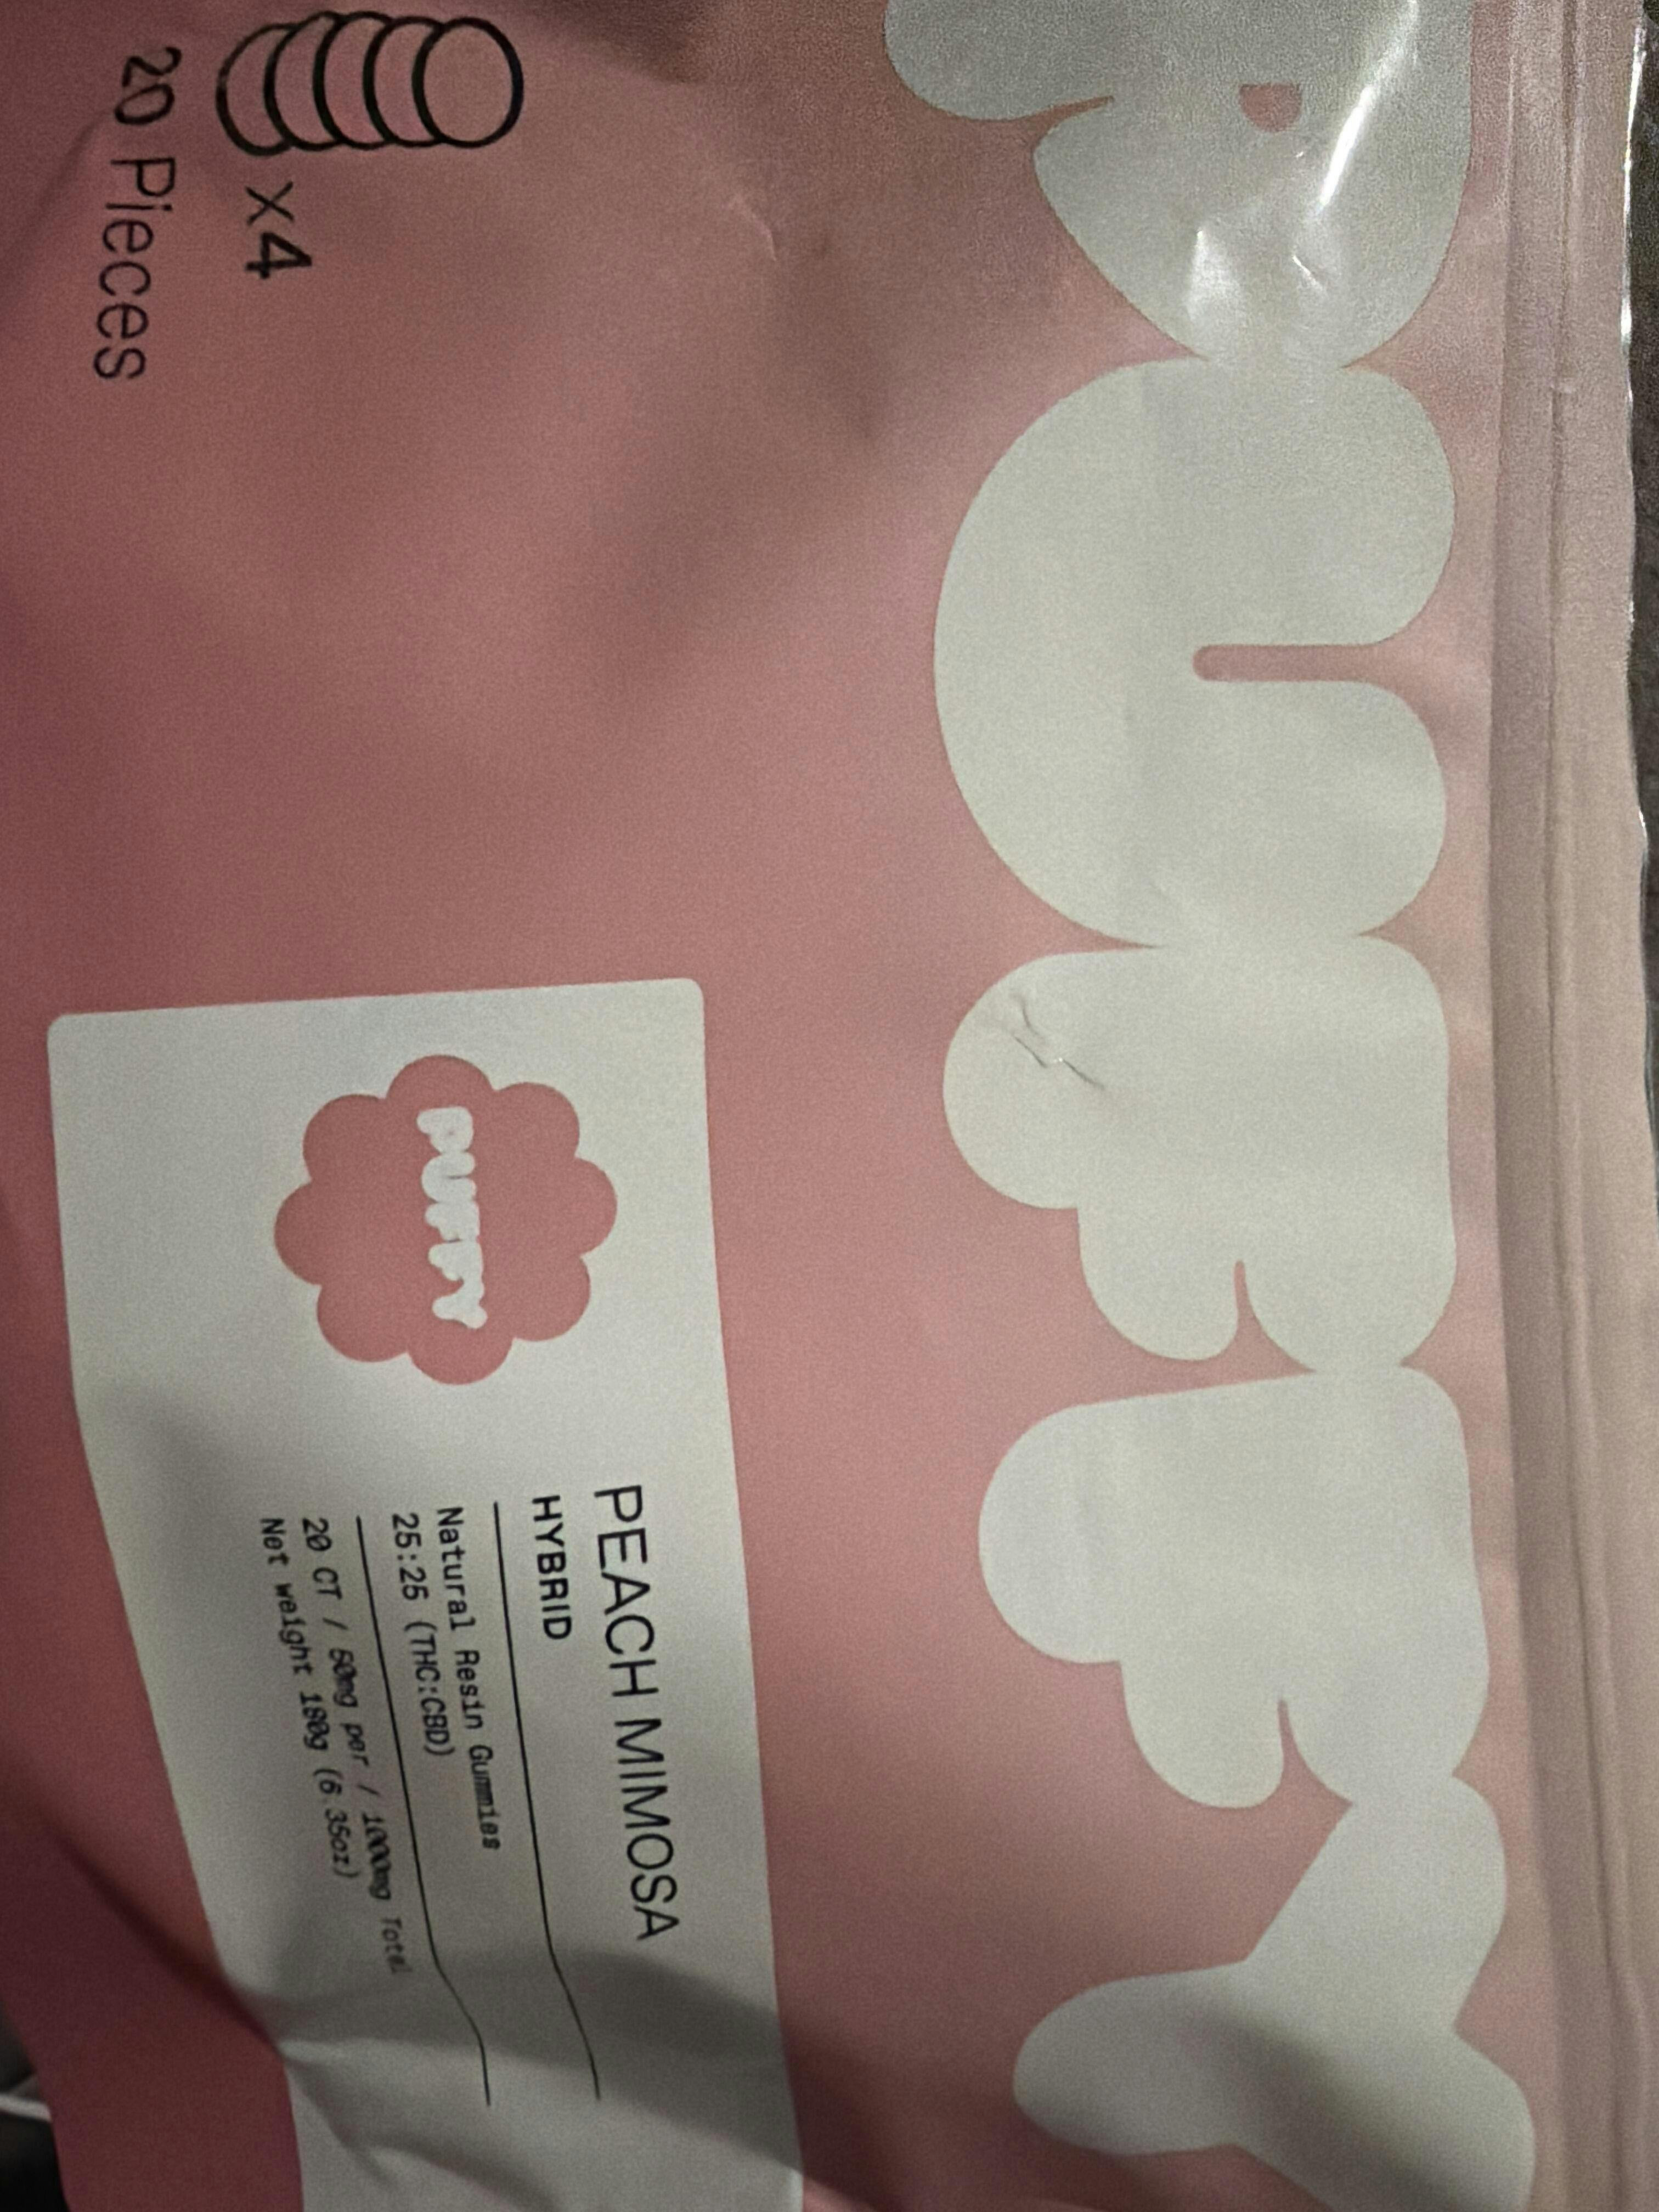 PUFFY
x4
20 Pieces
PUFFY
PEACH MIMOSA
HYBRID
Natural Resin Gummies
25:25 (THC:CBD)
20 CT / 50mg per / 1000mg Total
Net weight 180g (6.35oz)